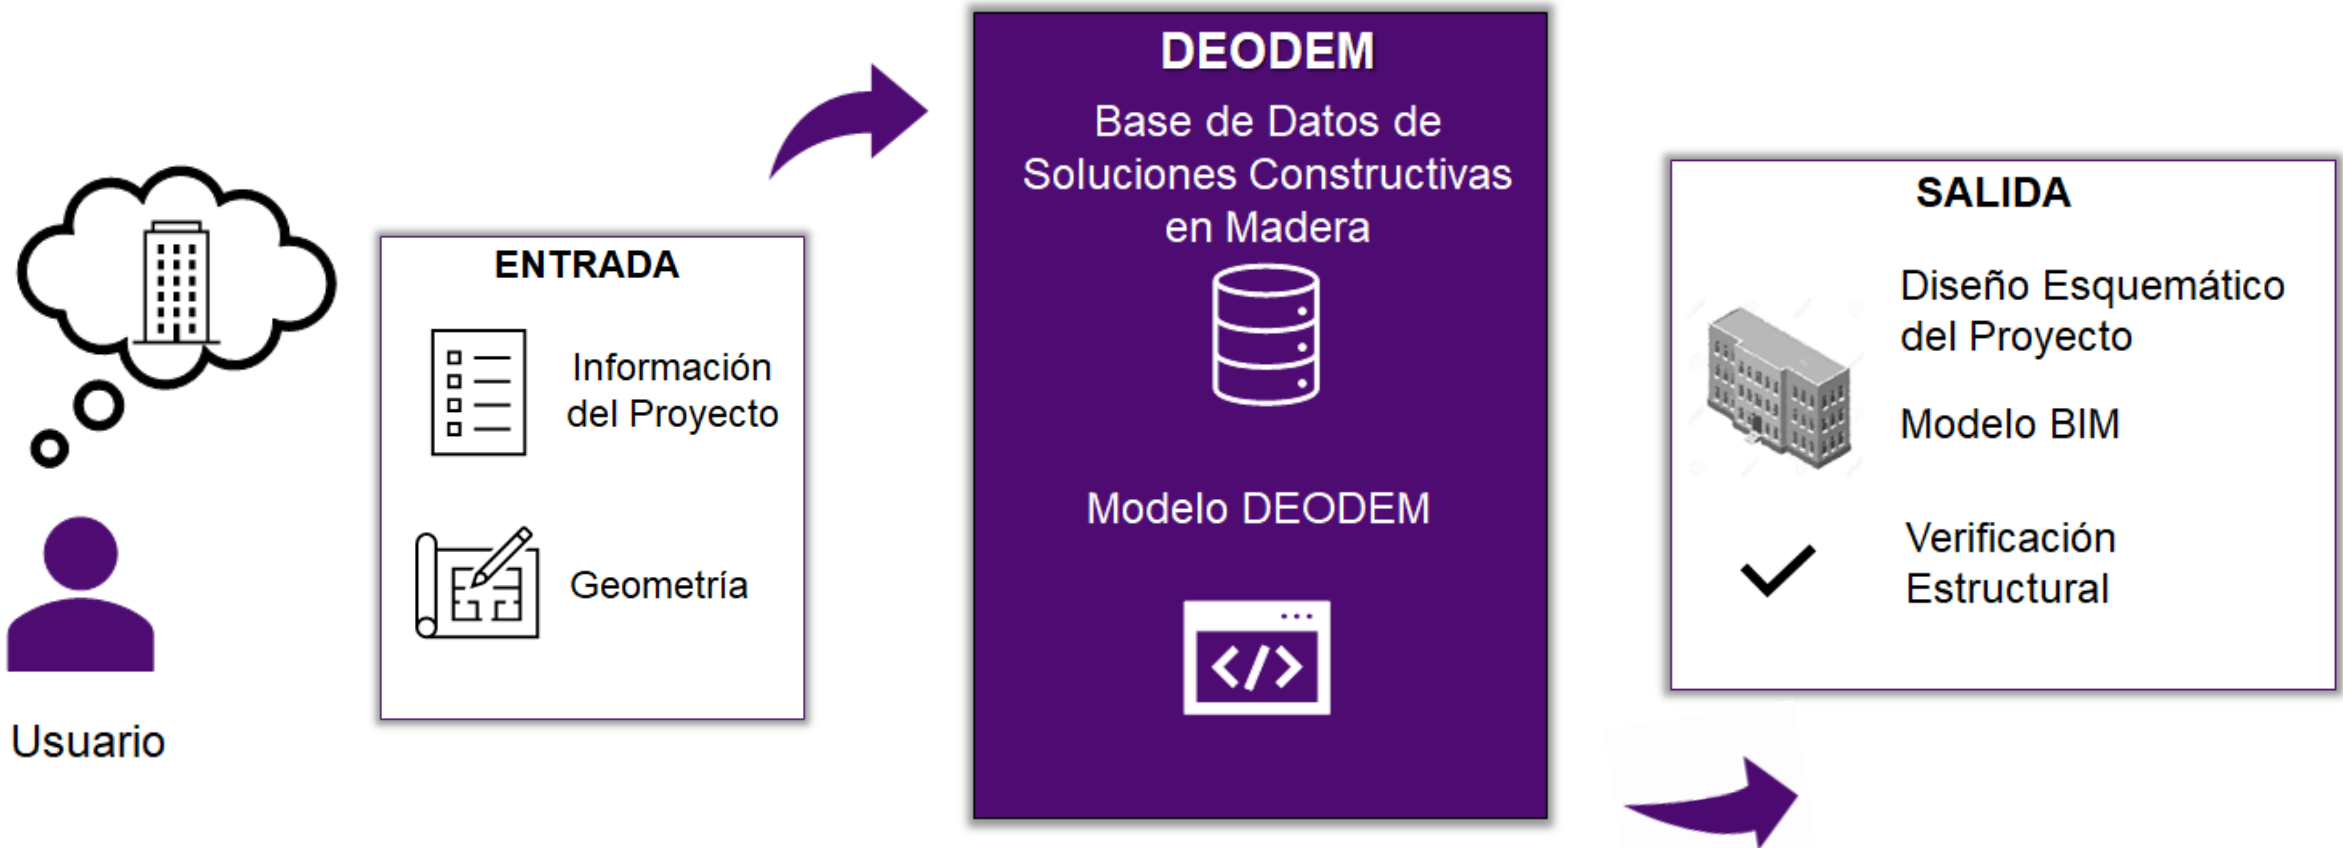 Usuario
ENTRADA
Información
del Proyecto
Geometría
DEODEM
Base de Datos de
Soluciones Constructivas
en Madera
Modelo DEODEM
</>
SALIDA
Diseño Esquemático
del Proyecto
Modelo BIM
Verificación
Estructural